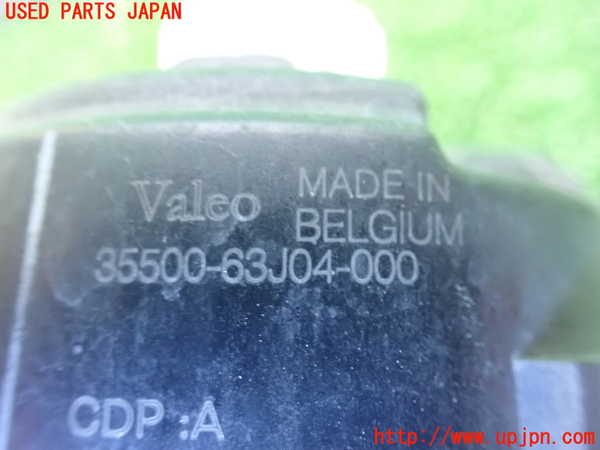 USED PARTS JAPAN
Valeo MADE IN
BELGIUM
35500-63J04-000
CDP :A
http://www.upjpn.com/